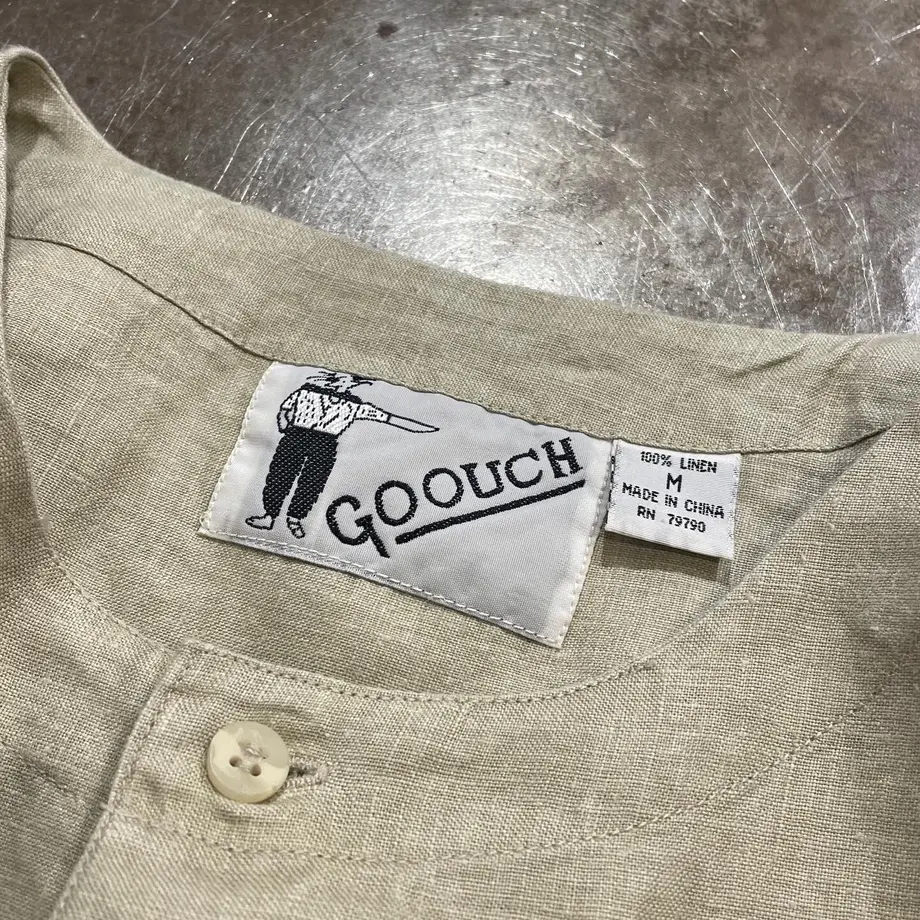 GOOUCH
100% LINEN
M
MADE IN CHINA
RN 79790